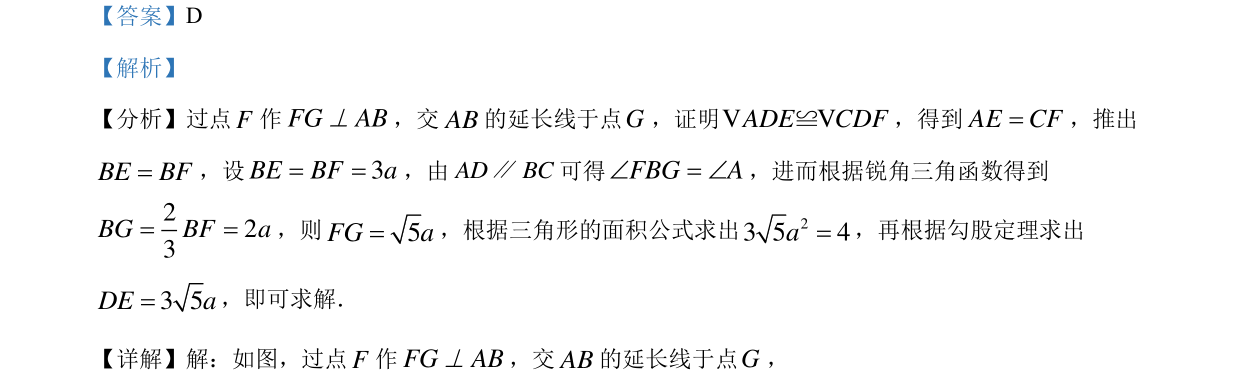 【答案】D
【解析】
【分析】过点 F 作 FG ⊥ AB，交 AB 的延长线于点 G，证明 VADE≌VCDF，得到 AE = CF，推出
BE = BF，设 BE = BF = 3a，由 AD ∥ BC 可得 ∠FBG = ∠A，进而根据锐角三角函数得到
BG = 2/3 BF = 2a，则 FG = √5a，根据三角形的面积公式求出 3√5a² = 4，再根据勾股定理求出
DE = 3√5a，即可求解．
【详解】解：如图，过点 F 作 FG ⊥ AB，交 AB 的延长线于点 G，